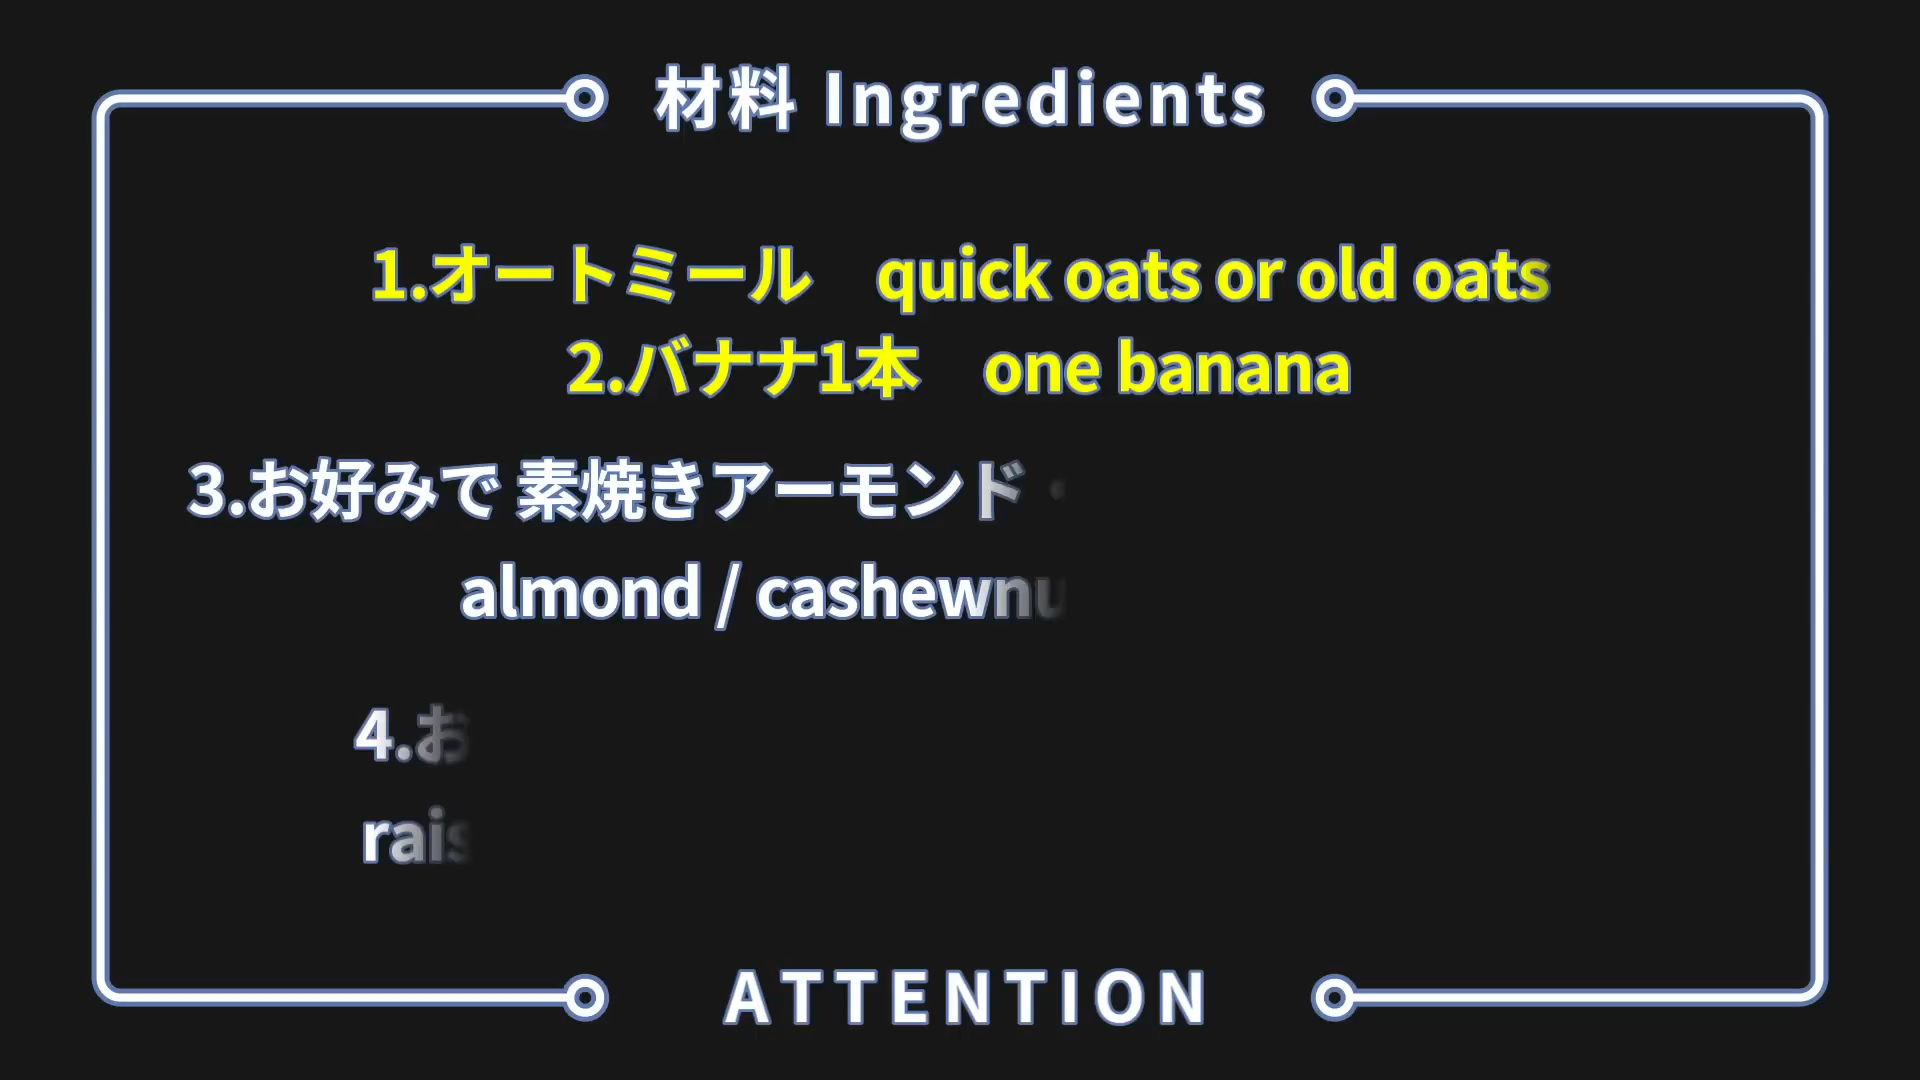 材料 Ingredients
1.オートミール　quick oats or old oats
2.バナナ1本　one banana
3.お好みで 素焼きアーモンド・
almond / cashewnu
4.お
rais
ATTENTION